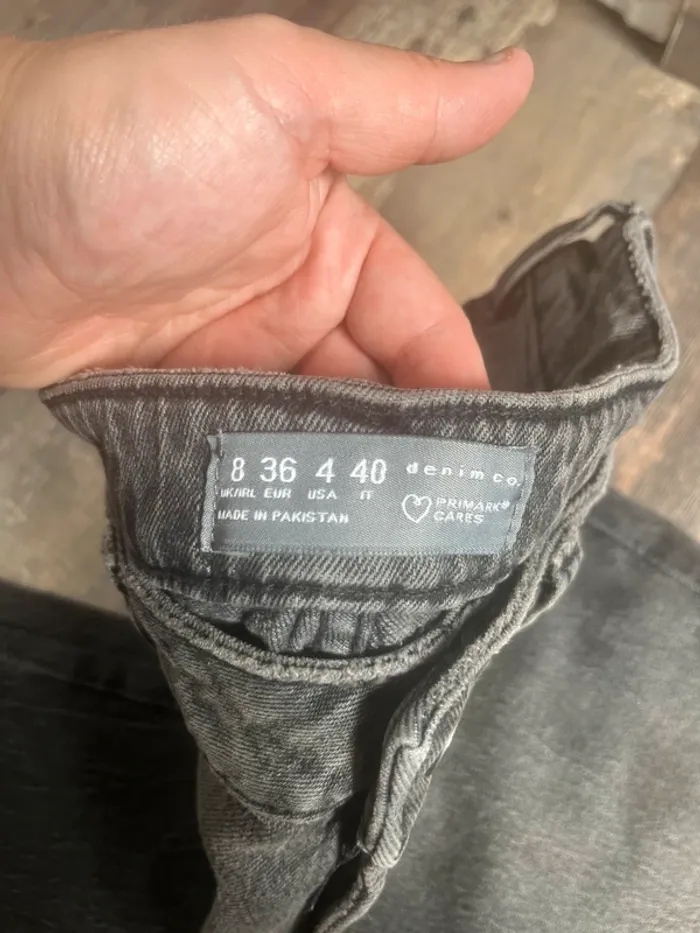 8 36 4 40
UK/IRL EUR USA IT
MADE IN PAKISTAN
denim co.
PRIMARK®
CARES